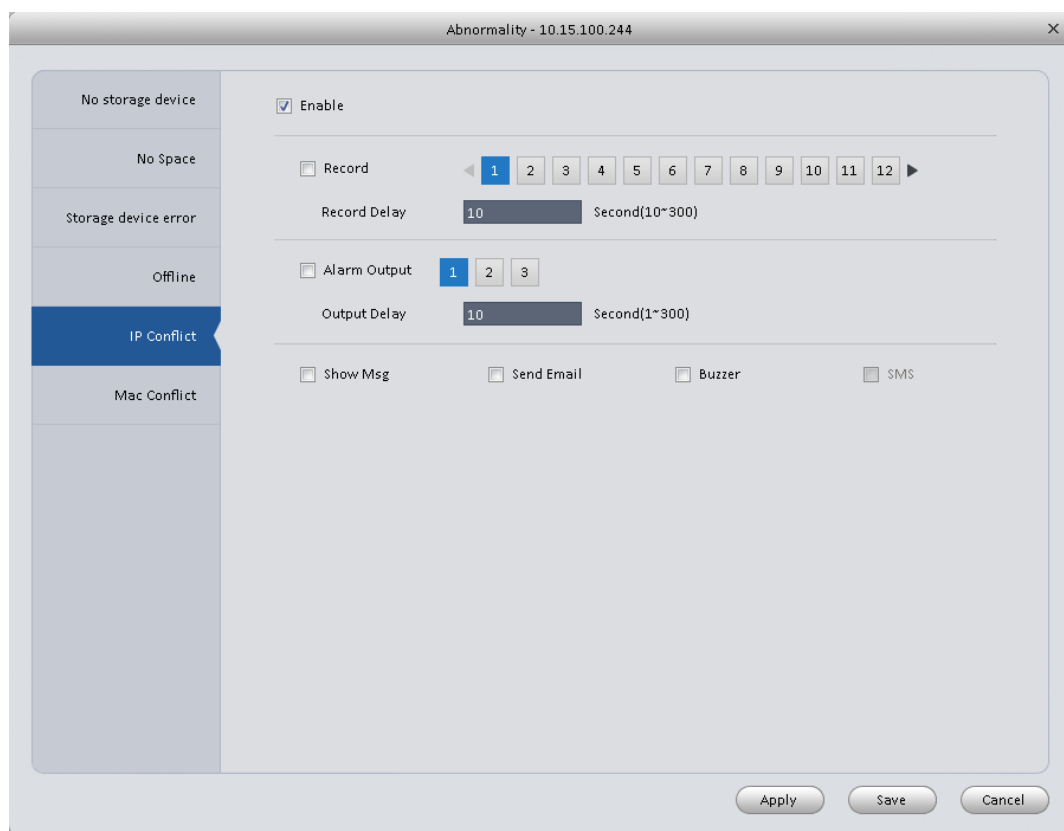 Abnormality - 10.15.100.244
No storage device
No Space
Storage device error
Offline
IP Conflict
Mac Conflict
Enable
Record 1 2 3 4 5 6 7 8 9 10 11 12
Record Delay 10 Second(10~300)
Alarm Output 1 2 3
Output Delay 10 Second(1~300)
Show Msg Send Email Buzzer SMS
Apply Save Cancel